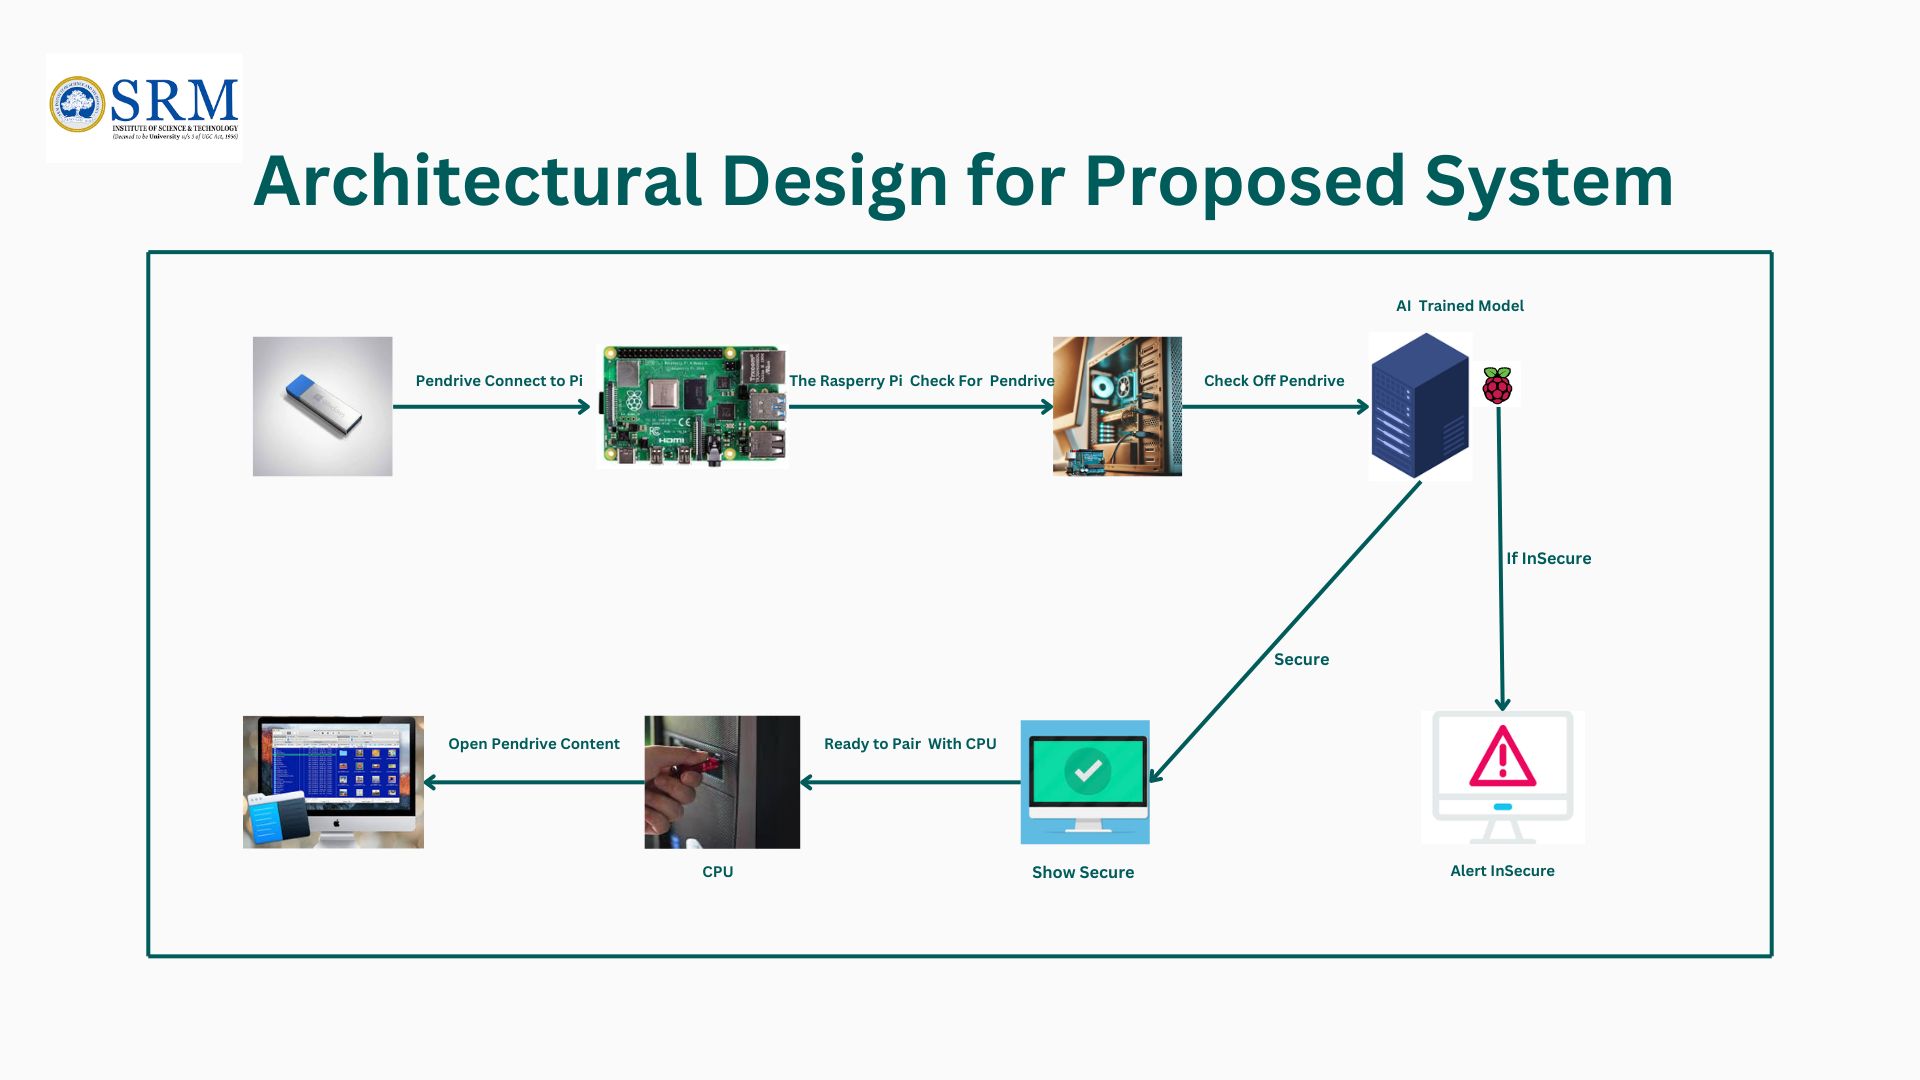 SRM
INSTITUTE OF SCIENCE & TECHNOLOGY
(Deemed to be University u/s 3 of UGC Act, 1956)
Architectural Design for Proposed System
AI Trained Model
Pendrive Connect to Pi
The Rasperry Pi Check For Pendrive
Check Off Pendrive
HDMI
If InSecure
Secure
Open Pendrive Content
Ready to Pair With CPU
CPU
Show Secure
Alert InSecure